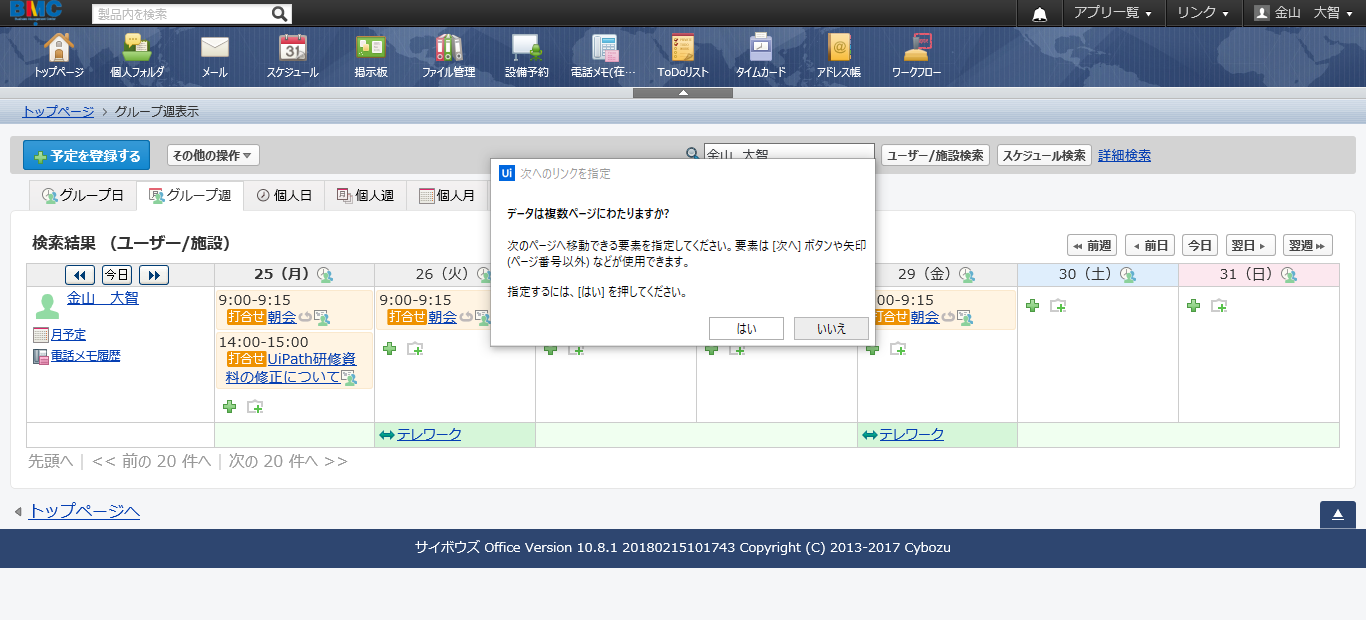 BMC
製品内を検索
アプリ一覧
リンク
金山　大智
トップページ
個人フォルダ
メール
スケジュール
掲示板
ファイル管理
設備予約
電話メモ(在…
ToDoリスト
タイムカード
アドレス帳
ワークフロー
トップページ > グループ週表示
予定を登録する
その他の操作
金山　大智
ユーザー/施設検索
スケジュール検索
詳細検索
グループ日
グループ週
個人日
個人週
個人月
Ui 次へのリンクを指定
データは複数ページにわたりますか?
次のページへ移動できる要素を指定してください。要素は [次へ] ボタンや矢印
(ページ番号以外) などが使用できます。
指定するには、[はい] を押してください。
はい
いいえ
検索結果 （ユーザー/施設）
前週
前日
今日
翌日
翌週
今日
25（月）
26（火）
29（金）
30（土）
31（日）
金山　大智
月予定
電話メモ履歴
9:00-9:15
打合せ朝会
14:00-15:00
打合せUiPath研修資
料の修正について
9:00-9:15
打合せ朝会
00-9:15
打合せ朝会
テレワーク
テレワーク
先頭へ | << 前の 20 件へ | 次の 20 件へ >>
トップページへ
サイボウズ Office Version 10.8.1 20180215101743 Copyright (C) 2013-2017 Cybozu